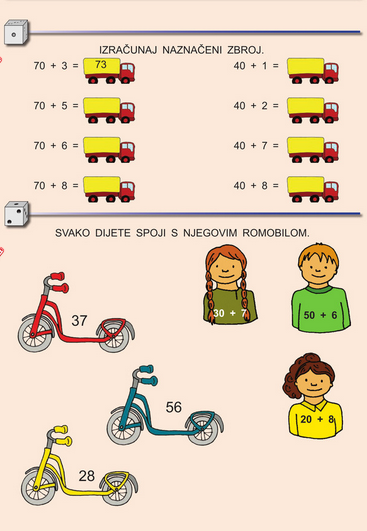 IZRAČUNAJ NAZNAČENI ZBROJ.
70 + 3 = 73
40 + 1 =
70 + 5 =
40 + 2 =
70 + 6 =
40 + 7 =
70 + 8 =
40 + 8 =
SVAKO DIJETE SPOJI S NJEGOVIM ROMOBILOM.
30 + 7
50 + 6
37
20 + 8
56
28